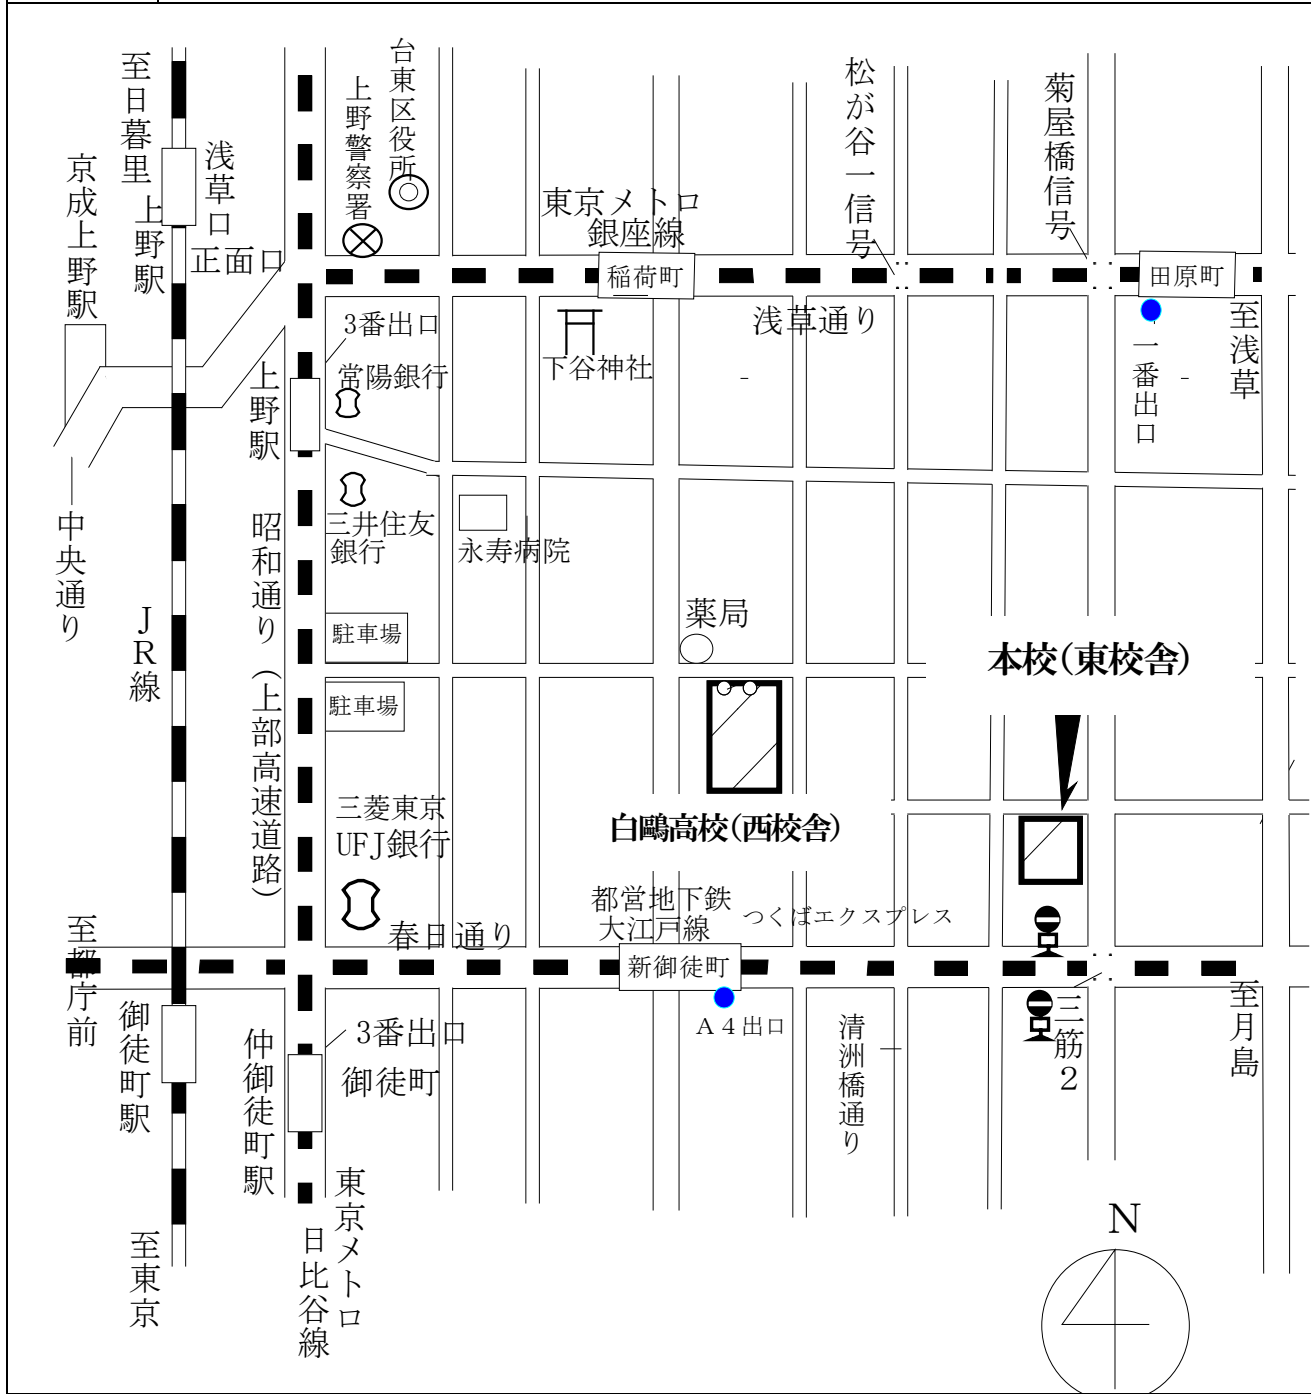 台東区役所
上野警察署
至日暮里
京成上野駅
浅草口
上野駅
正面口
松が谷一信号
菊屋橋信号
東京メトロ
銀座線
稲荷町
田原町
浅草通り
至浅草
一番出口
3番出口
常陽銀行
下谷神社
上野駅
三井住友
銀行
永寿病院
中央通り
昭和通り(上部高速道路)
JR線
駐車場
薬局
本校(東校舎)
駐車場
三菱東京
UFJ銀行
白鷗高校(西校舎)
都営地下鉄
大江戸線
つくばエクスプレス
春日通り
新御徒町
至都庁前
A4出口
御徒町駅
仲御徒町駅
3番出口
御徒町
清洲橋通り
三筋2
至月島
東京メトロ
日比谷線
至東京
N